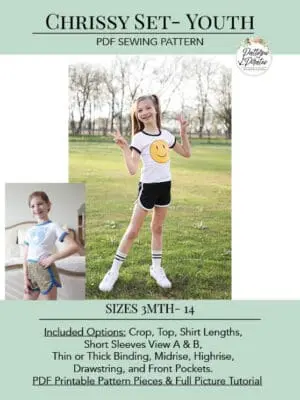 CHRISSY SET- YOUTH
PDF SEWING PATTERN
Patterns
Pirates
SIZES 3MTH- 14
Included Options: Crop, Top, Shirt Lengths,
Short Sleeves View A & B,
Thin or Thick Binding, Midrise, Highrise,
Drawstring, and Front Pockets.
PDF Printable Pattern Pieces & Full Picture Tutorial